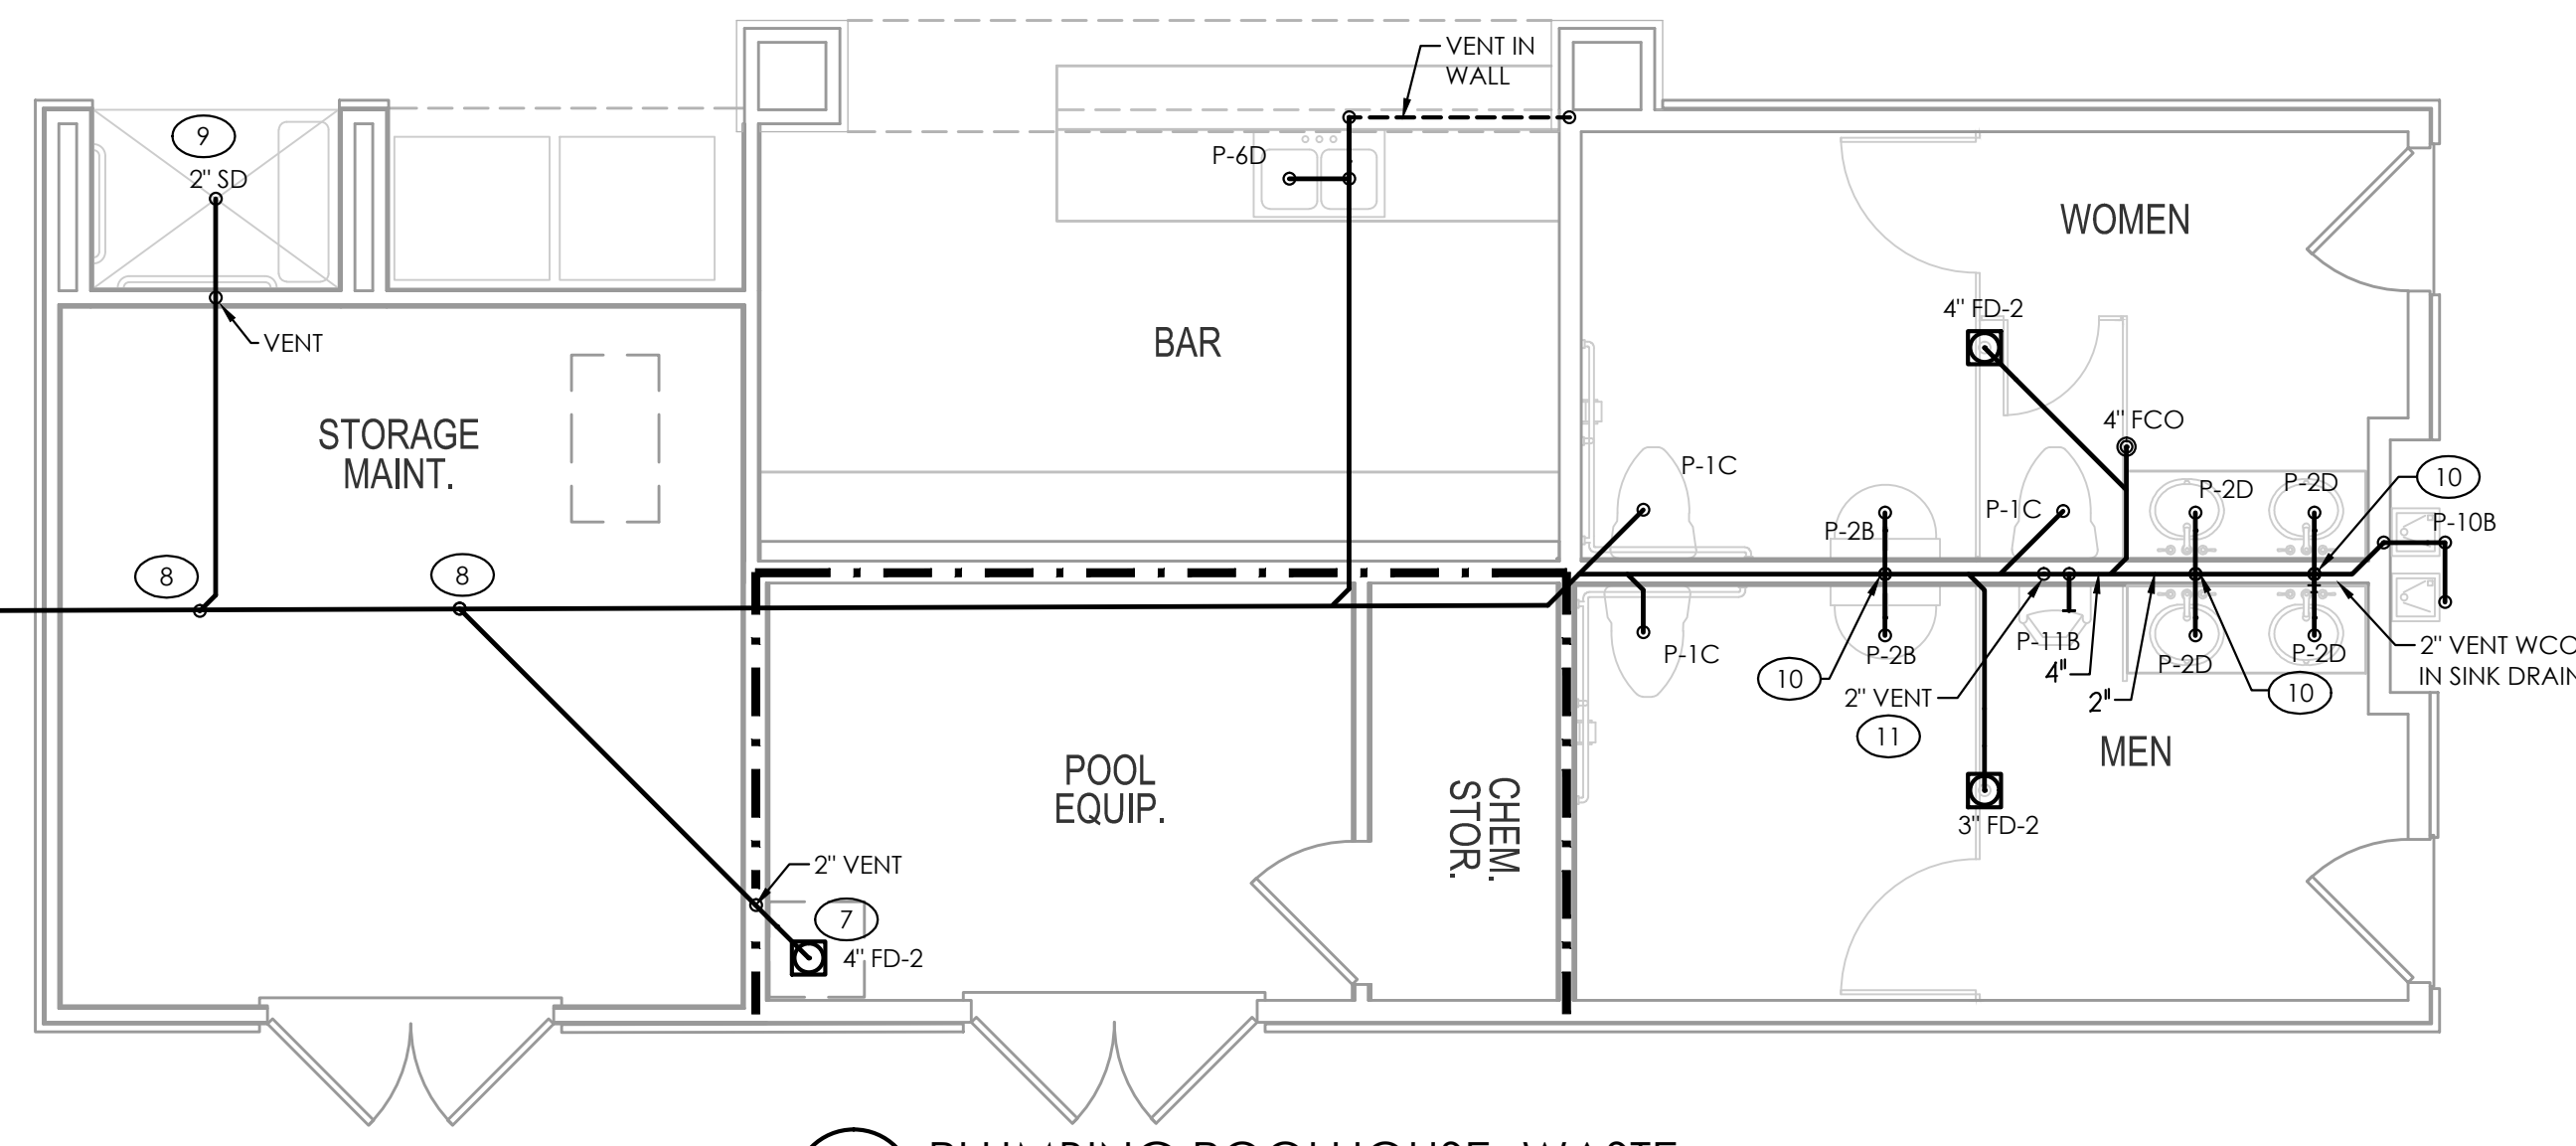 VENT IN
WALL
9
2" SD
P-6D
WOMEN
4" FD-2
VENT
BAR
STORAGE
MAINT.
4" FCO
P-1C
10
P-2D
P-2D
P-1C
P-2B
P-10B
8
8
P-1C
P-2B
P-11B
4"
P-2D
P-2D
2" VENT WCO
IN SINK DRAIN
10
2" VENT
2"
10
11
MEN
POOL
EQUIP.
CHEM.
STOR.
3" FD-2
2" VENT
7
4" FD-2